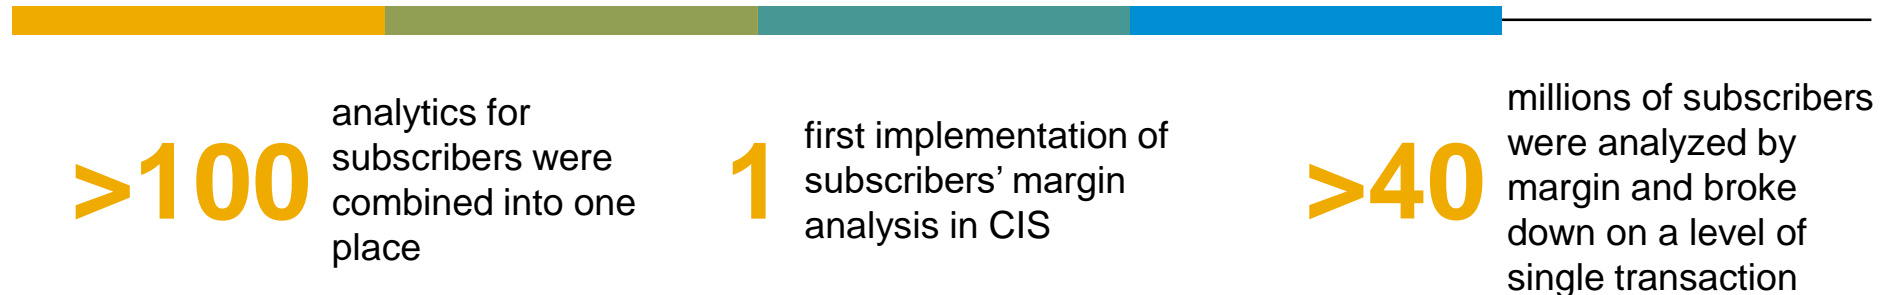 >100
analytics for
subscribers were
combined into one
place
1
first implementation of
subscribers’ margin
analysis in CIS
>40
millions of subscribers
were analyzed by
margin and broke
down on a level of
single transaction